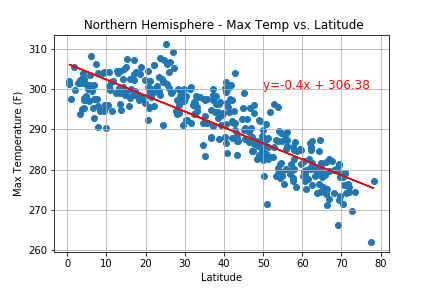 Northern Hemisphere - Max Temp vs. Latitude
310
300
290
280
270
260
Max Temperature (F)
y=-0.4x + 306.38
0 10 20 30 40 50 60 70 80
Latitude